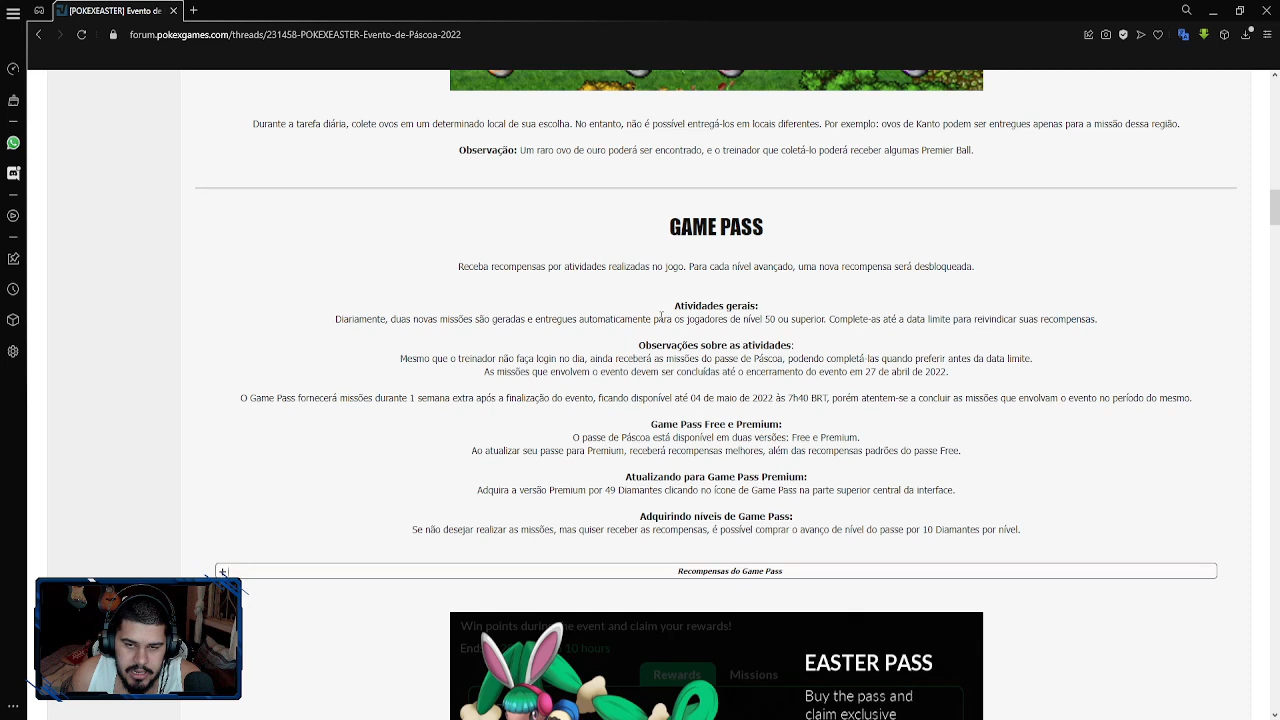 [POKEXEASTER] Evento de
forum.pokexgames.com/threads/231458-POKEXEASTER-Evento-de-Páscoa-2022
Durante a tarefa diária, colete ovos em um determinado local de sua escolha. No entanto, não é possível entregá-los em locais diferentes. Por exemplo: ovos de Kanto podem ser entregues apenas para a missão dessa região.
Observação: Um raro ovo de ouro poderá ser encontrado, e o treinador que coletá-lo poderá receber algumas Premier Ball.
GAME PASS
Receba recompensas por atividades realizadas no jogo. Para cada nível avançado, uma nova recompensa será desbloqueada.
Atividades gerais:
Diariamente, duas novas missões são geradas e entregues automaticamente para os jogadores de nível 50 ou superior. Complete-as até a data limite para reivindicar suas recompensas.
Observações sobre as atividades:
Mesmo que o treinador não faça login no dia, ainda receberá as missões do passe de Páscoa, podendo completá-las quando preferir antes da data limite.
As missões que envolvem o evento devem ser concluídas até o encerramento do evento em 27 de abril de 2022.
O Game Pass fornecerá missões durante 1 semana extra após a finalização do evento, ficando disponível até 04 de maio de 2022 às 7h40 BRT, porém atentem-se a concluir as missões que envolvam o evento no período do mesmo.
Game Pass Free e Premium:
O passe de Páscoa está disponível em duas versões: Free e Premium.
Ao atualizar seu passe para Premium, receberá recompensas melhores, além das recompensas padrões do passe Free.
Atualizando para Game Pass Premium:
Adquira a versão Premium por 49 Diamantes clicando no ícone de Game Pass na parte superior central da interface.
Adquirindo níveis de Game Pass:
Se não desejar realizar as missões, mas quiser receber as recompensas, é possível comprar o avanço de nível do passe por 10 Diamantes por nível.
Recompensas do Game Pass
Win points during the event and claim your rewards!
10 hours
Rewards Missions
EASTER PASS
Buy the pass and
claim exclusive